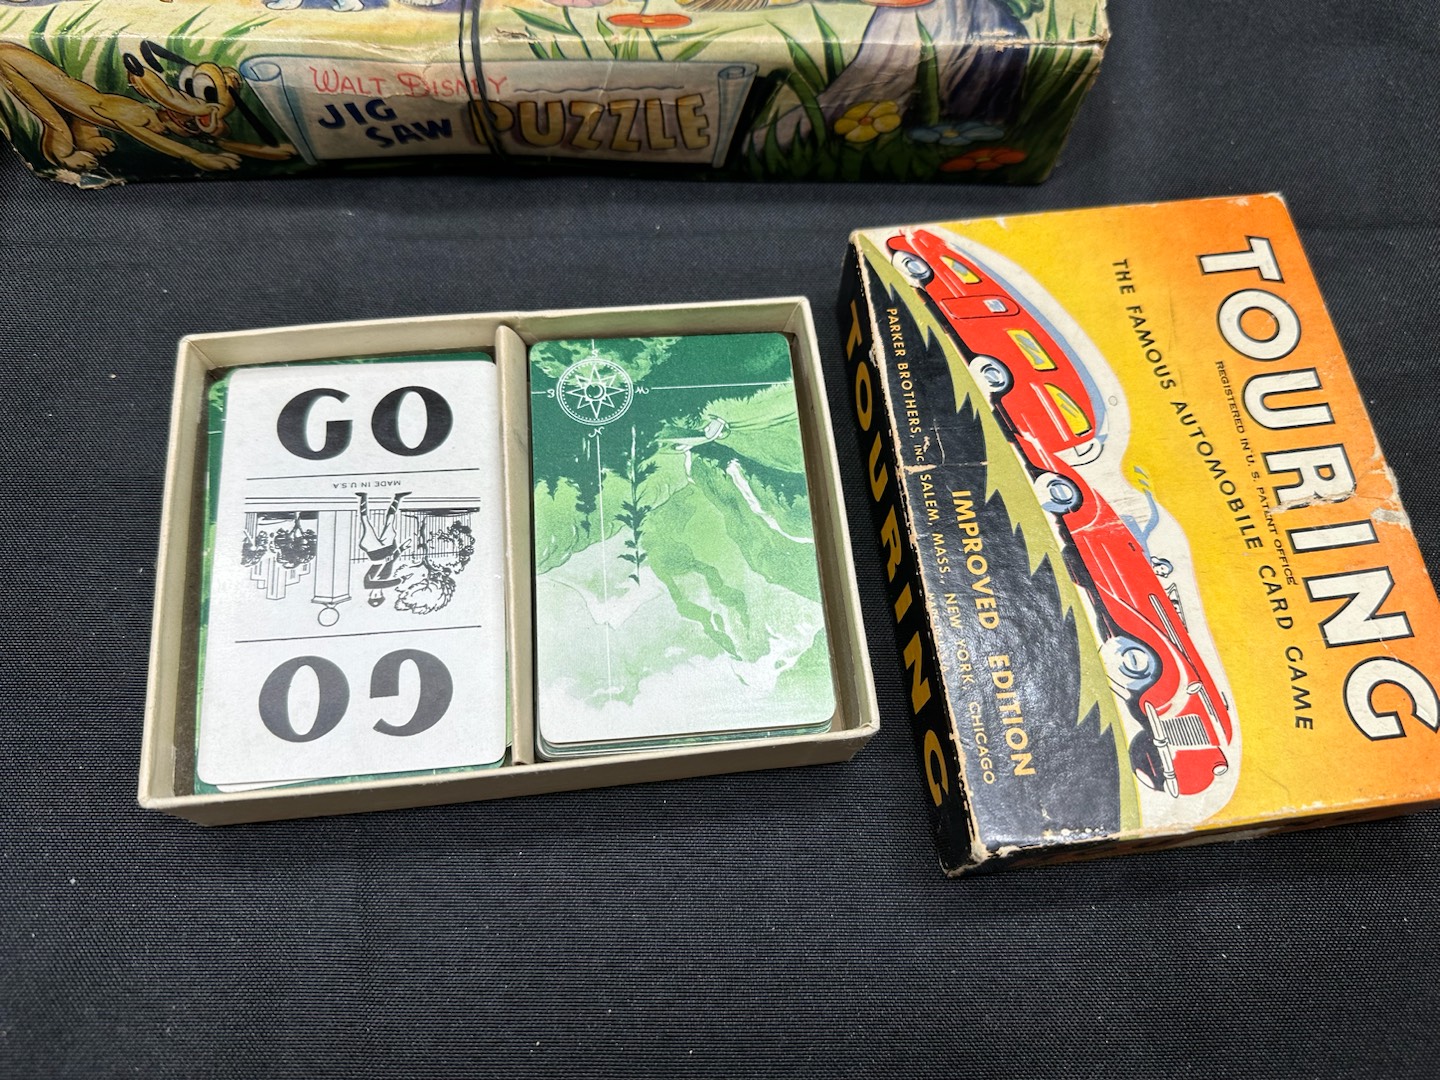 WALT DISNEY
JIG
SAW PUZZLE
GO
MADE IN U.S.A
GO
N
TOURING
REGISTERED IN U. S. PATENT OFFICE
THE FAMOUS AUTOMOBILE CARD GAME
IMPROVED EDITION
PARKER BROTHERS, INC.
SALEM, MASS., NEW YORK, CHICAGO
TOURING